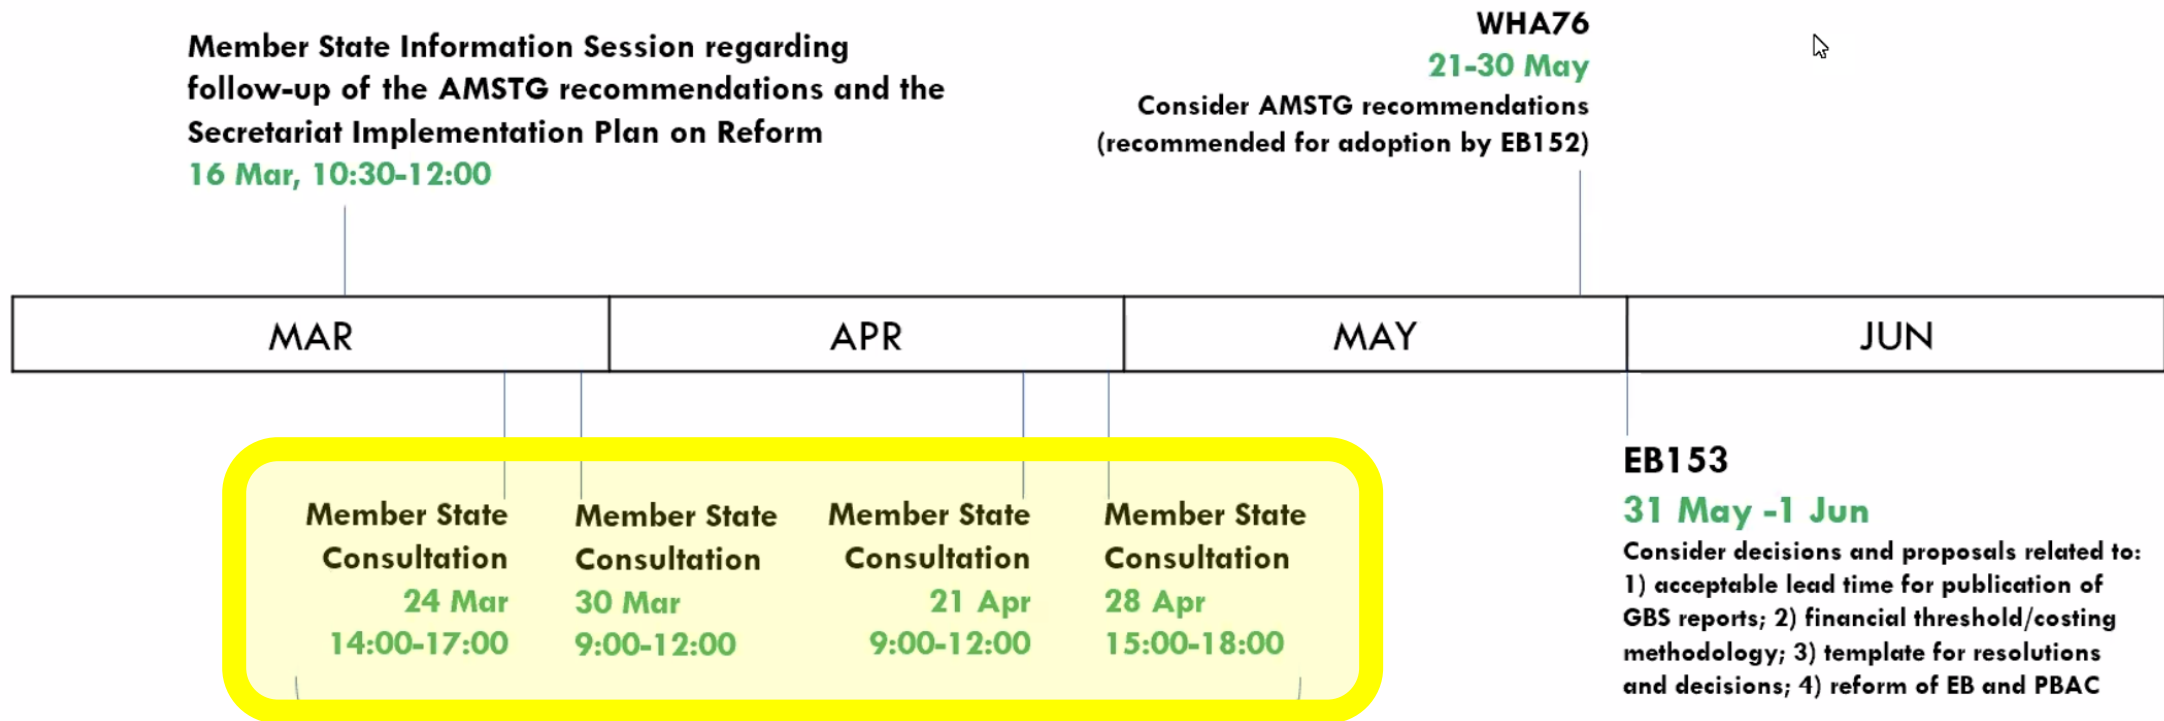 Member State Information Session regarding
follow-up of the AMSTG recommendations and the
Secretariat Implementation Plan on Reform
16 Mar, 10:30-12:00
WHA76
21-30 May
Consider AMSTG recommendations
(recommended for adoption by EB152)
MAR
APR
MAY
JUN
Member State
Consultation
24 Mar
14:00-17:00
Member State
Consultation
30 Mar
9:00-12:00
Member State
Consultation
21 Apr
9:00-12:00
Member State
Consultation
28 Apr
15:00-18:00
EB153
31 May -1 Jun
Consider decisions and proposals related to:
1) acceptable lead time for publication of
GBS reports; 2) financial threshold/costing
methodology; 3) template for resolutions
and decisions; 4) reform of EB and PBAC